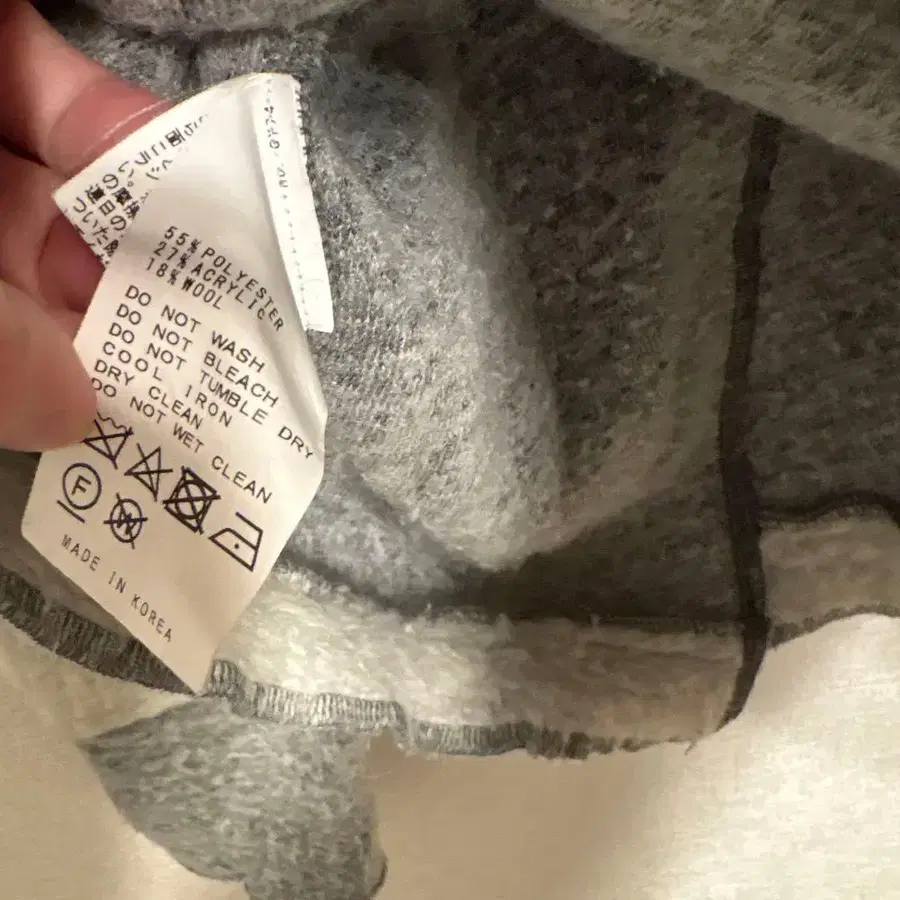 55% POLYESTER
27% ACRYLIC
18% WOOL
DO NOT WASH
DO NOT BLEACH
DO NOT TUMBLE DRY
COOL IRON
DRY CLEAN
DO NOT WET CLEAN
F
W
MADE IN KOREA